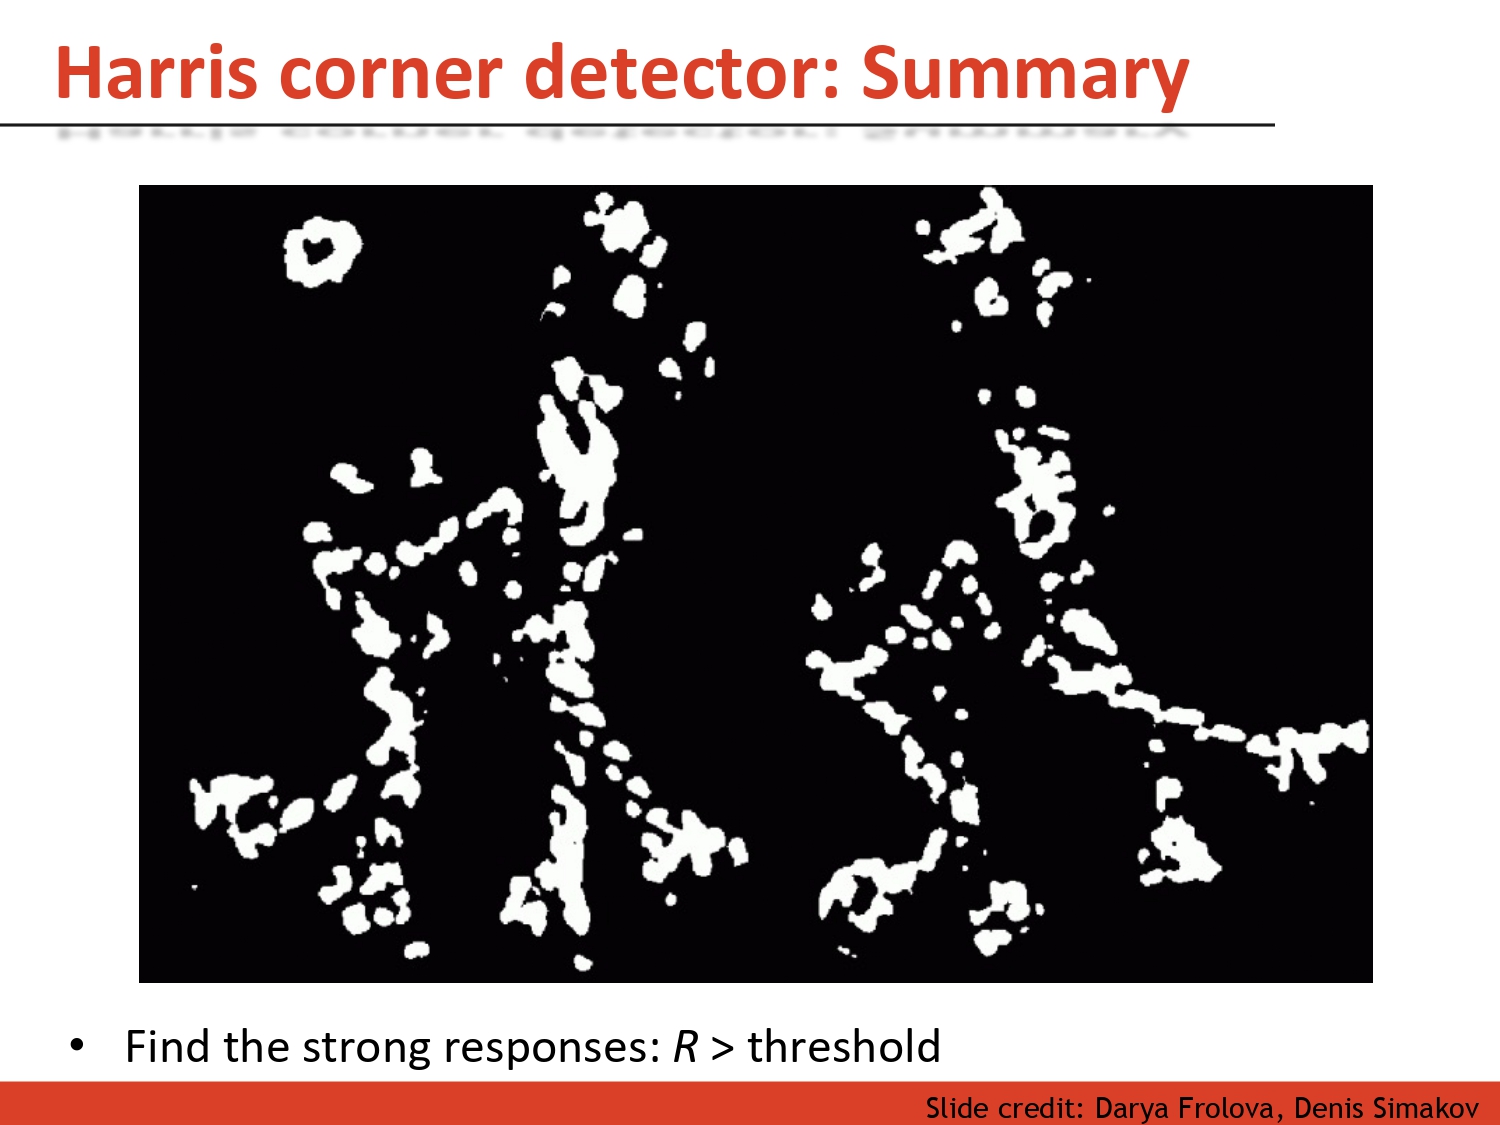 Harris corner detector: Summary
• Find the strong responses: R > threshold
Slide credit: Darya Frolova, Denis Simakov